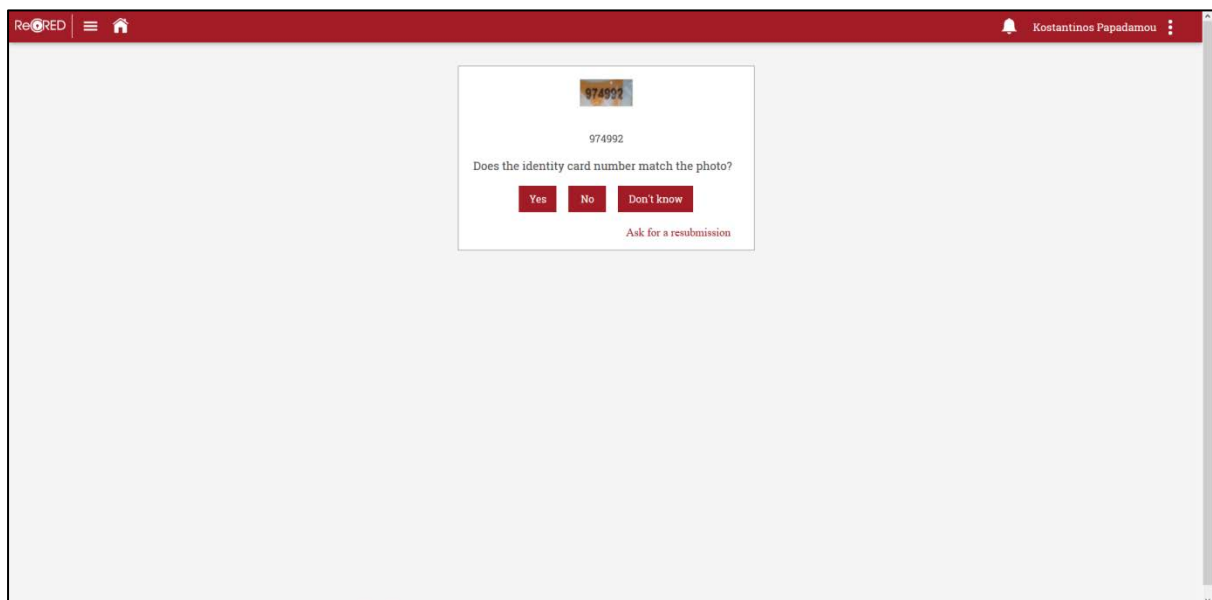 ReCRED
Kostantinos Papadamou
974992
974992
Does the identity card number match the photo?
Yes No Don't know
Ask for a resubmission